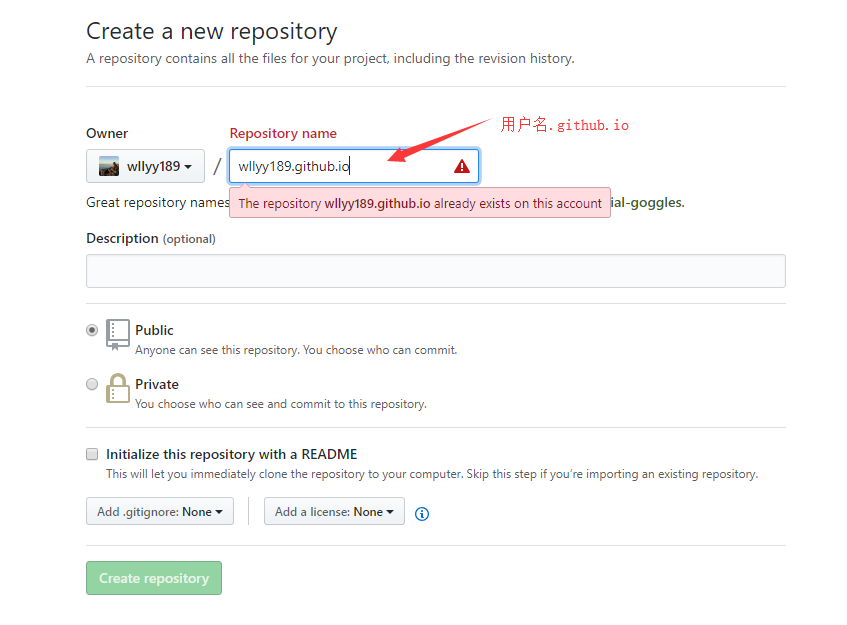 Create a new repository
A repository contains all the files for your project, including the revision history.
用户名.github.io
Owner
Repository name
wllyy189
/
wllyy189.github.io
Great repository names
ial-goggles.
The repository wllyy189.github.io already exists on this account
Description (optional)
Public
Anyone can see this repository. You choose who can commit.
Private
You choose who can see and commit to this repository.
Initialize this repository with a README
This will let you immediately clone the repository to your computer. Skip this step if you’re importing an existing repository.
Add .gitignore: None
Add a license: None
Create repository